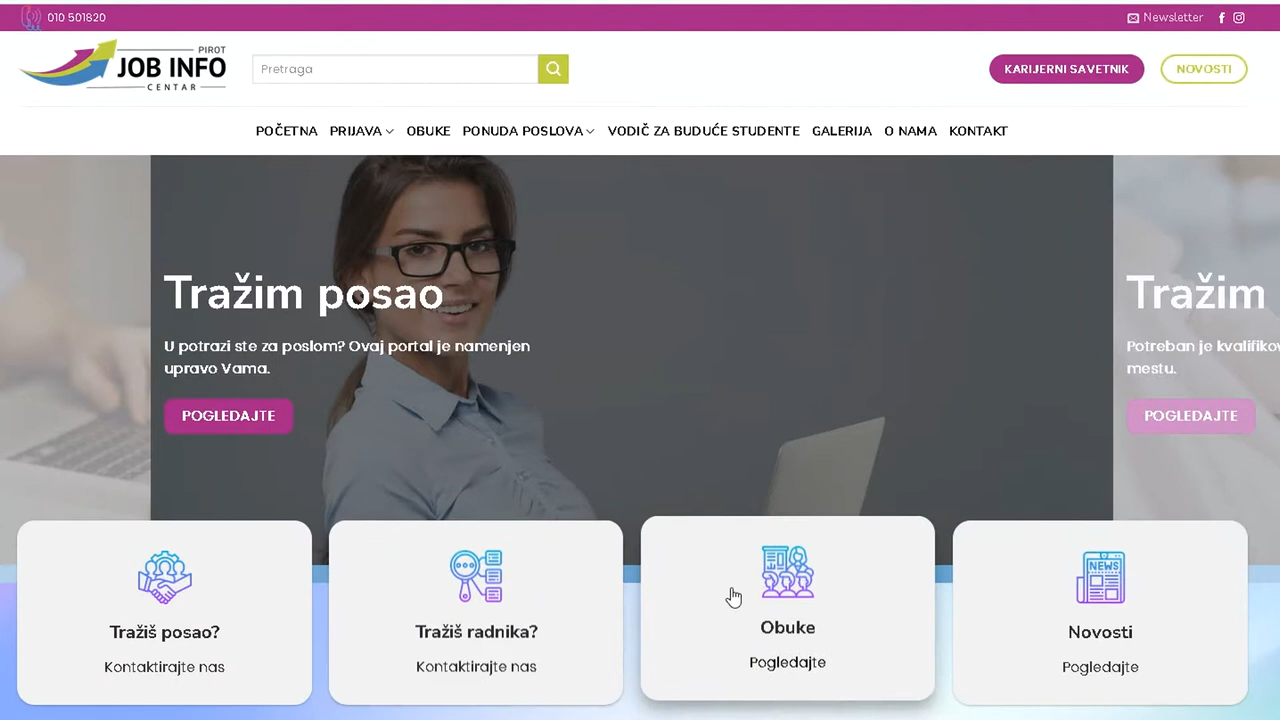 010 501820
Newsletter
PIROT
JOB INFO
CENTAR
Pretraga
KARIJERNI SAVETNIK
NOVOSTI
POČETNA PRIJAVA OBUKE PONUDA POSLOVA VODIČ ZA BUDUĆE STUDENTE GALERIJA O NAMA KONTAKT
Tražim posao
U potrazi ste za poslom? Ovaj portal je namenjen
upravo Vama.
POGLEDAJTE
Tražim
Potreban je
mestu.
POGLEDAJTE
Tražiš posao?
Kontaktirajte nas
Tražiš radnika?
Kontaktirajte nas
Obuke
Pogledajte
NEWS
Novosti
Pogledajte